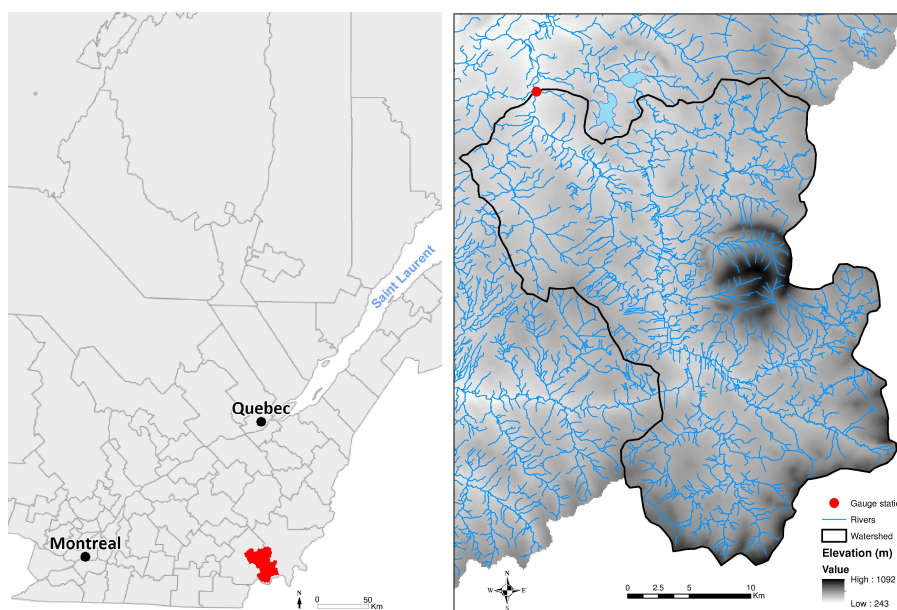 Saint Laurent
Quebec
Montreal
N
0 50
Km
N
W E
S
0 2.5 5 10
Km
Gauge stati
Rivers
Watershed
Elevation (m)
Value
High : 1092
Low : 243